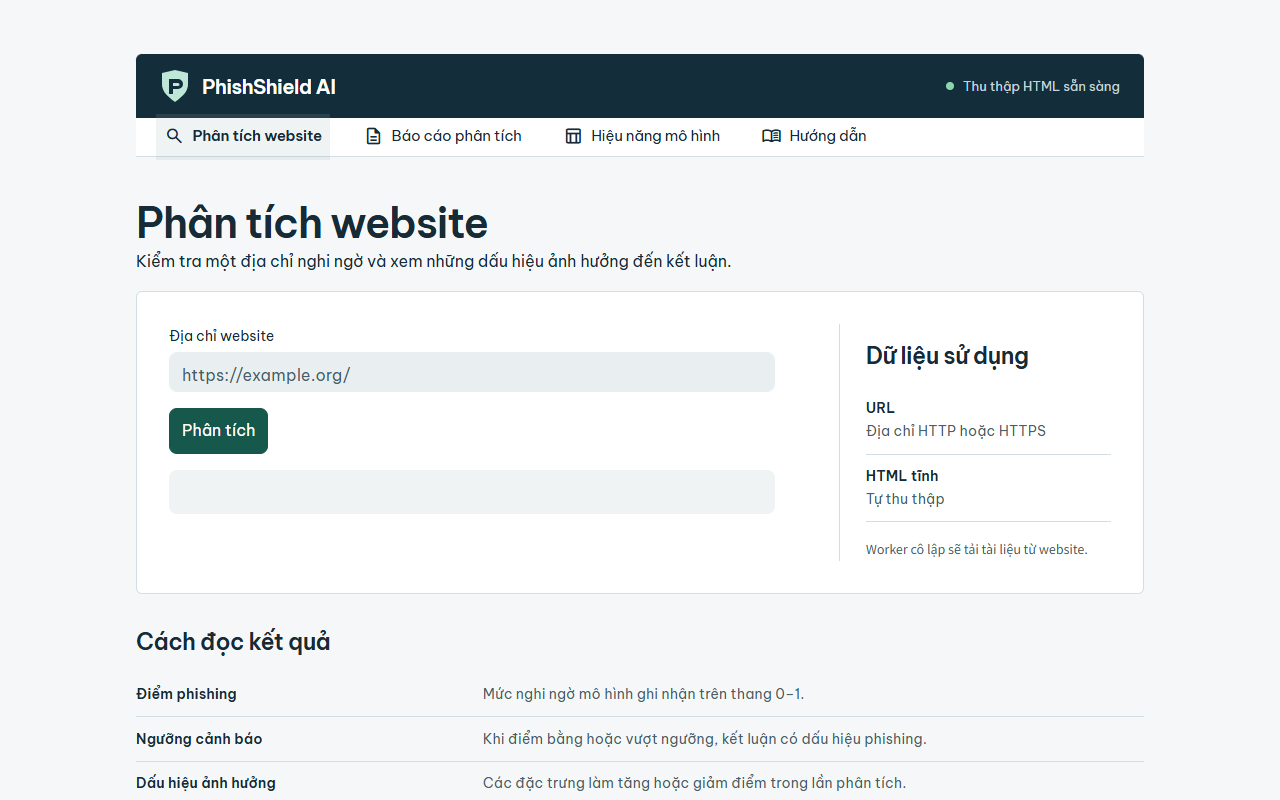 PhishShield AI
Thu thập HTML sẵn sàng
Phân tích website
Báo cáo phân tích
Hiệu năng mô hình
Hướng dẫn
Phân tích website
Kiểm tra một địa chỉ nghi ngờ và xem những dấu hiệu ảnh hưởng đến kết luận.
Địa chỉ website
https://example.org/
Phân tích
Dữ liệu sử dụng
URL
Địa chỉ HTTP hoặc HTTPS
HTML tĩnh
Tự thu thập
Worker cô lập sẽ tải tài liệu từ website.
Cách đọc kết quả
Điểm phishing
Mức nghi ngờ mô hình ghi nhận trên thang 0–1.
Ngưỡng cảnh báo
Khi điểm bằng hoặc vượt ngưỡng, kết luận có dấu hiệu phishing.
Dấu hiệu ảnh hưởng
Các đặc trưng làm tăng hoặc giảm điểm trong lần phân tích.